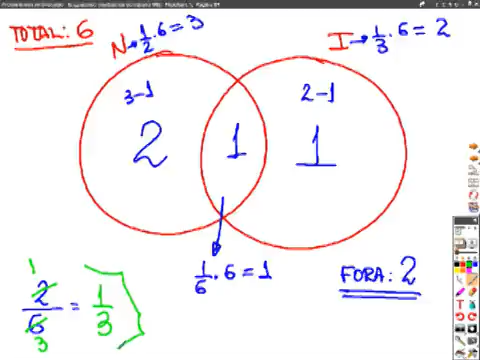 TOTAL: 6
N→ 1/2 · 6 = 3
I→ 1/3 · 6 = 2
3-1
2-1
2
1
1
1/6 · 6 = 1
FORA: 2
1
2/6 = 1/3
3